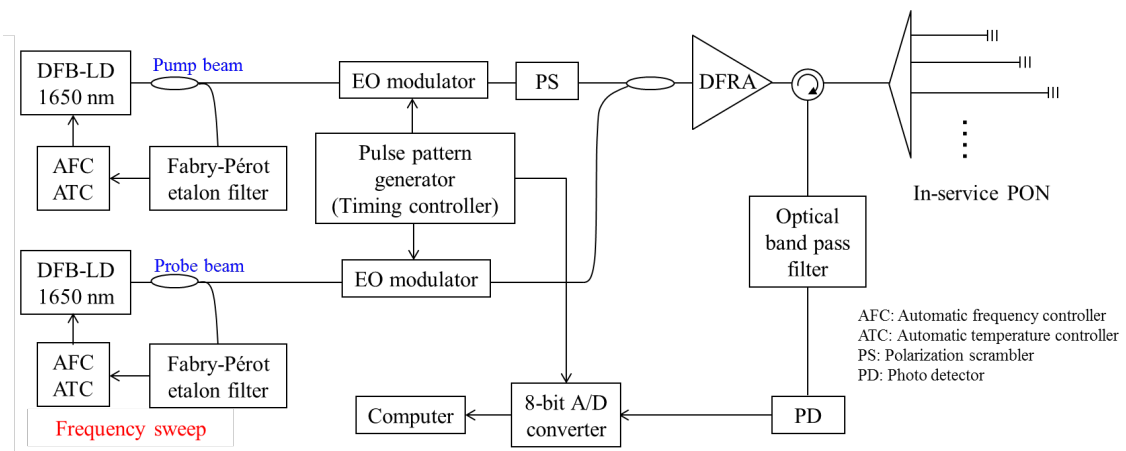 DFB-LD
1650 nm
Pump beam
EO modulator
PS
DFRA
AFC
ATC
Fabry-Pérot
etalon filter
Pulse pattern
generator
(Timing controller)
In-service PON
Optical
band pass
filter
DFB-LD
1650 nm
Probe beam
EO modulator
AFC
ATC
Fabry-Pérot
etalon filter
Frequency sweep
Computer
8-bit A/D
converter
PD
AFC: Automatic frequency controller
ATC: Automatic temperature controller
PS: Polarization scrambler
PD: Photo detector